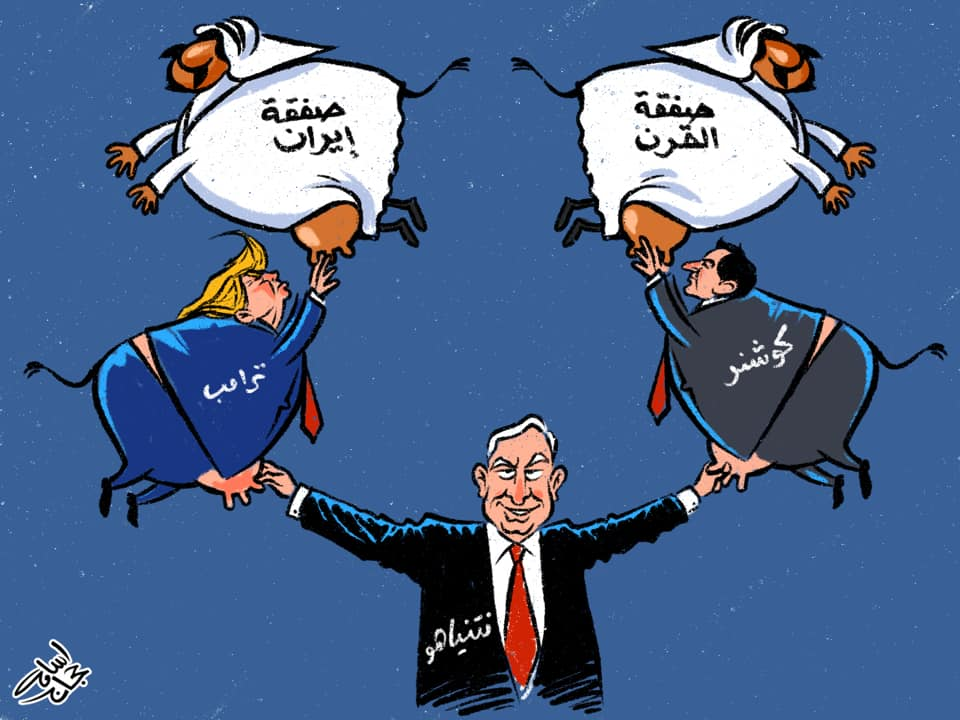 صفقة
القرن
صفقة
إيران
كوشنر
ترامب
نتنياهو